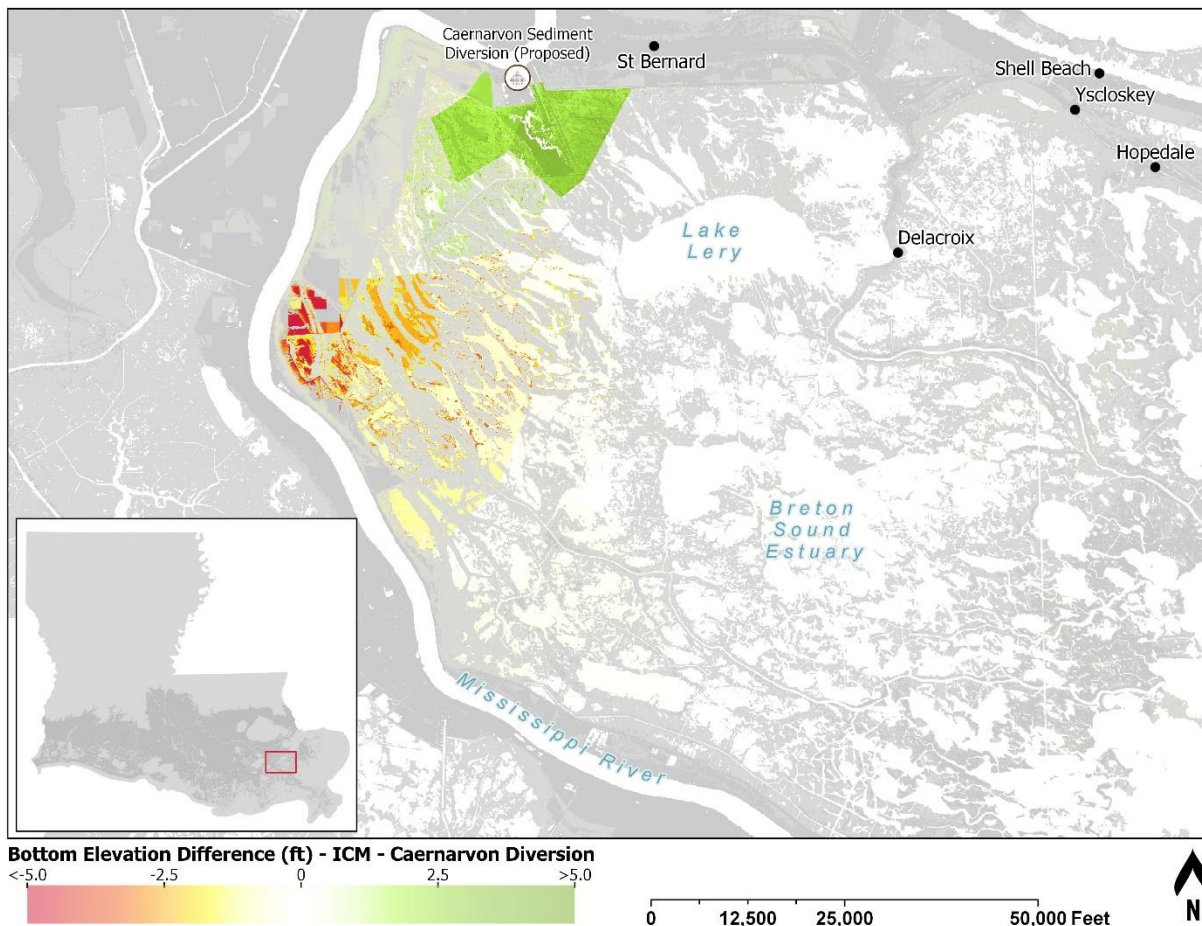 Caernarvon Sediment
Diversion (Proposed)
St Bernard
Shell Beach
Yscloskey
Hopedale
Lake
Lery
Delacroix
Breton
Sound
Estuary
Mississippi River
Bottom Elevation Difference (ft) - ICM - Caernarvon Diversion
<-5.0 -2.5 0 2.5 >5.0
0 12,500 25,000 50,000 Feet
N